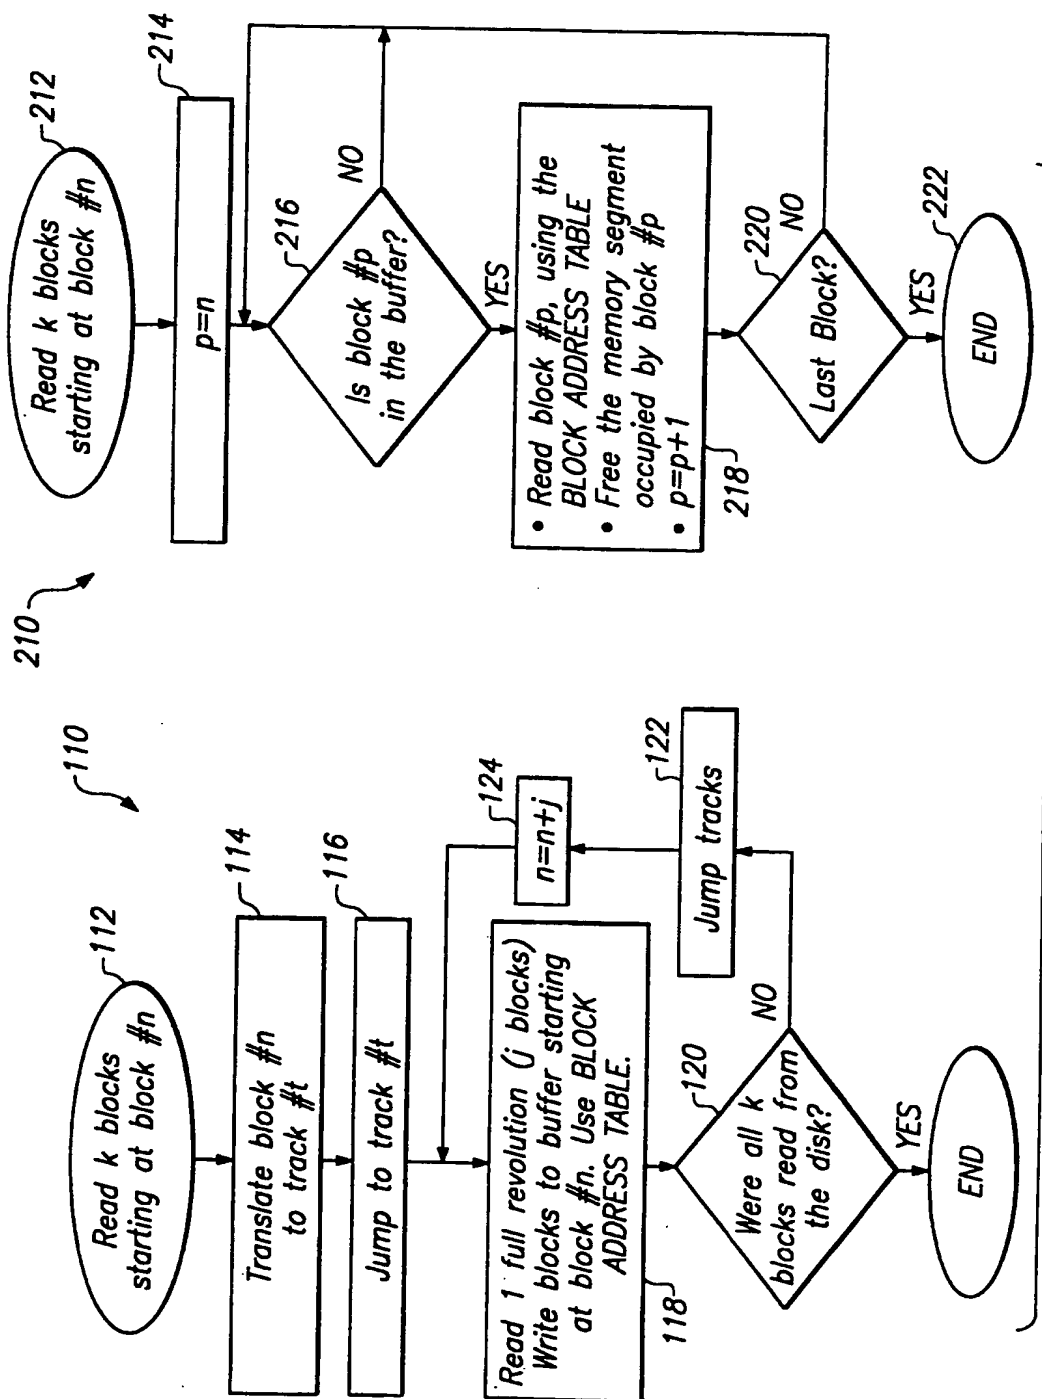 110
112
Read k blocks
starting at block #n
114
Translate block #n
to track #t
116
Jump to track #t
124
n=n+j
Read 1 full revolution (j blocks)
Write blocks to buffer starting
at block #n. Use BLOCK
ADDRESS TABLE.
118
122
Jump tracks
120
Were all k
blocks read from
the disk?
NO
YES
END
210
212
Read k blocks
starting at block #n
214
p=n
216
Is block #p
in the buffer?
NO
YES
• Read block #p, using the
BLOCK ADDRESS TABLE
• Free the memory segment
occupied by block #p
• p=p+1
218
220
Last Block?
NO
YES
222
END